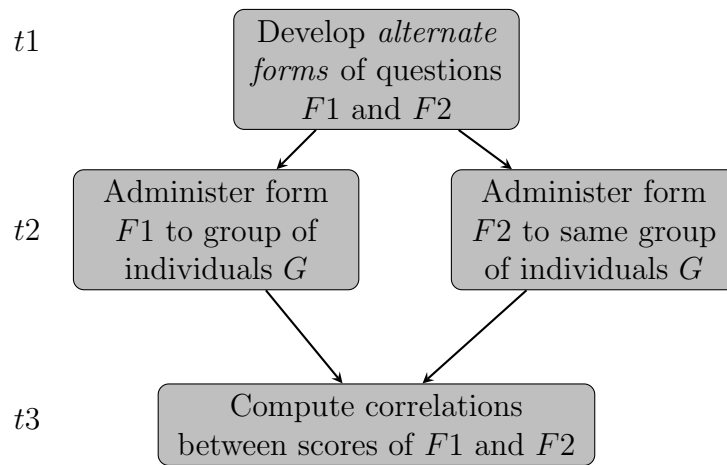 t1
Develop alternate
forms of questions
F1 and F2
t2
Administer form
F1 to group of
individuals G
Administer form
F2 to same group
of individuals G
t3
Compute correlations
between scores of F1 and F2